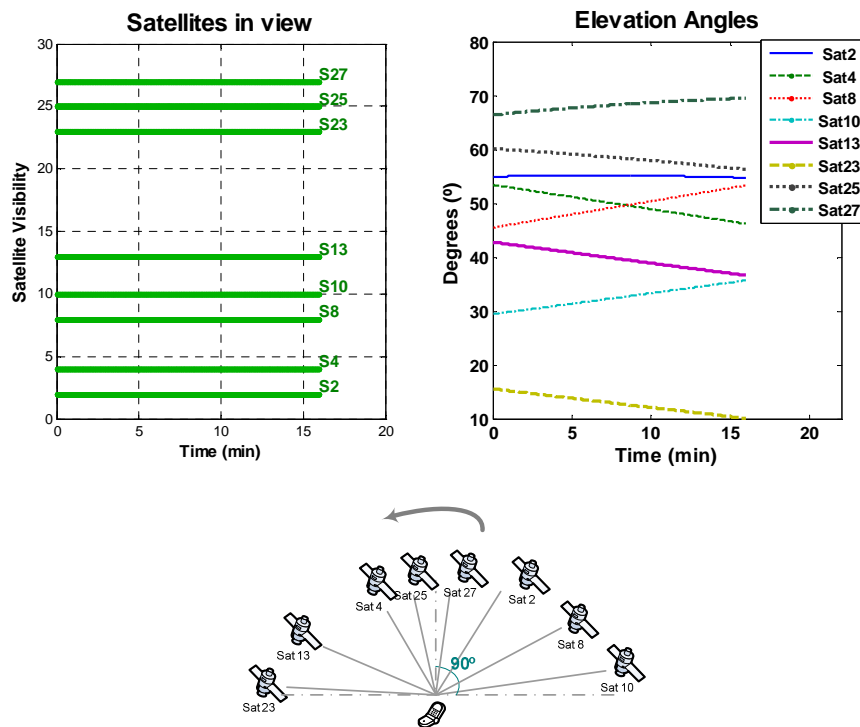 Satellites in view
30
25
20
15
10
5
0
S27
S25
S23
S13
S10
S8
S4
S2
0 5 10 15 20
Satellite Visibility
Time (min)
Elevation Angles
80
70
60
50
40
30
20
10
0 5 10 15 20
Degrees (º)
Time (min)
Sat2
Sat4
Sat8
Sat10
Sat13
Sat23
Sat25
Sat27
Sat 4
Sat 25
Sat 27
Sat 2
Sat 13
Sat 8
90º
Sat 23
Sat 10